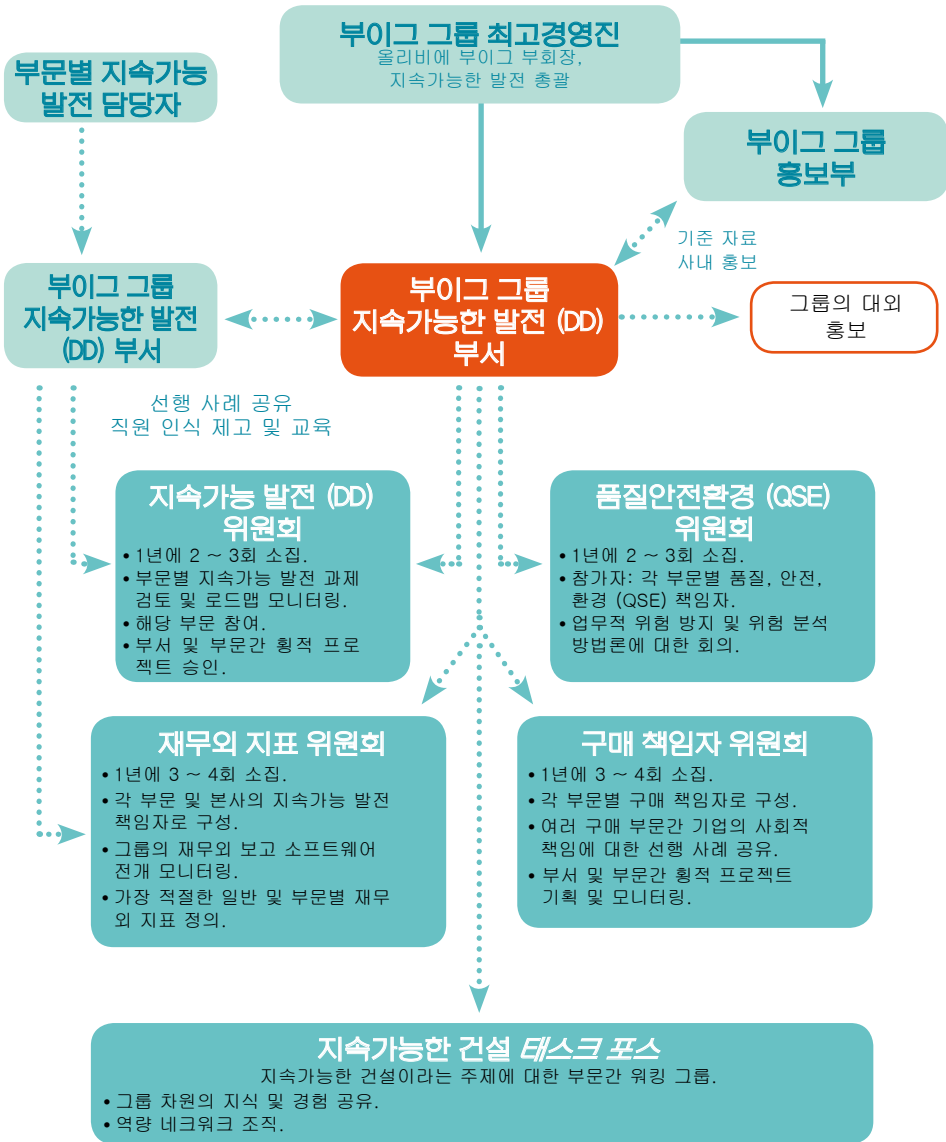 부이그 그룹 최고경영진
올리비에 부이그 부회장,
지속가능한 발전 총괄
부문별 지속가능
발전 담당자
부이그 그룹
홍보부
기준 자료
사내 홍보
부이그 그룹
지속가능한 발전
(DD) 부서
부이그 그룹
지속가능한 발전 (DD)
부서
그룹의 대외
홍보
선행 사례 공유
직원 인식 제고 및 교육
지속가능 발전 (DD)
위원회
• 1년에 2 ~ 3회 소집.
• 부문별 지속가능 발전 과제
검토 및 로드맵 모니터링.
• 해당 부문 참여.
• 부서 및 부문간 횡적 프로
젝트 승인.
품질안전환경 (QSE)
위원회
• 1년에 2 ~ 3회 소집.
• 참가자: 각 부문별 품질, 안전,
환경 (QSE) 책임자.
• 업무적 위험 방지 및 위험 분석
방법론에 대한 회의.
재무외 지표 위원회
• 1년에 3 ~ 4회 소집.
• 각 부문 및 본사의 지속가능 발전
책임자로 구성.
• 그룹의 재무외 보고 소프트웨어
전개 모니터링.
• 가장 적절한 일반 및 부문별 재무
외 지표 정의.
구매 책임자 위원회
• 1년에 3 ~ 4회 소집.
• 각 부문별 구매 책임자로 구성.
• 여러 구매 부문간 기업의 사회적
책임에 대한 선행 사례 공유.
• 부서 및 부문간 횡적 프로젝트
기획 및 모니터링.
지속가능한 건설 태스크 포스
지속가능한 건설이라는 주제에 대한 부문간 워킹 그룹.
• 그룹 차원의 지식 및 경험 공유.
• 역량 네크워크 조직.